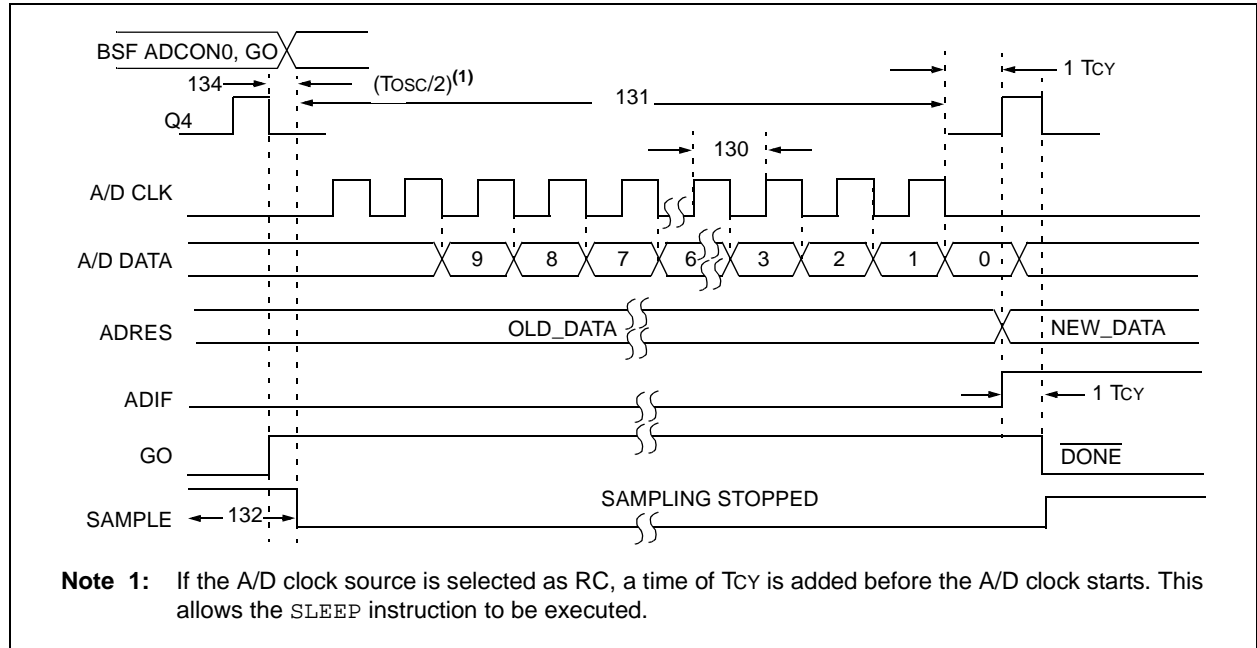 BSF ADCON0, GO
134
(TOSC/2)(1)
131
1 TCY
Q4
130
A/D CLK
A/D DATA
9 8 7 6 3 2 1 0
ADRES
OLD_DATA
NEW_DATA
ADIF
1 TCY
GO
DONE
SAMPLING STOPPED
SAMPLE
132
Note 1: If the A/D clock source is selected as RC, a time of TCY is added before the A/D clock starts. This
allows the SLEEP instruction to be executed.